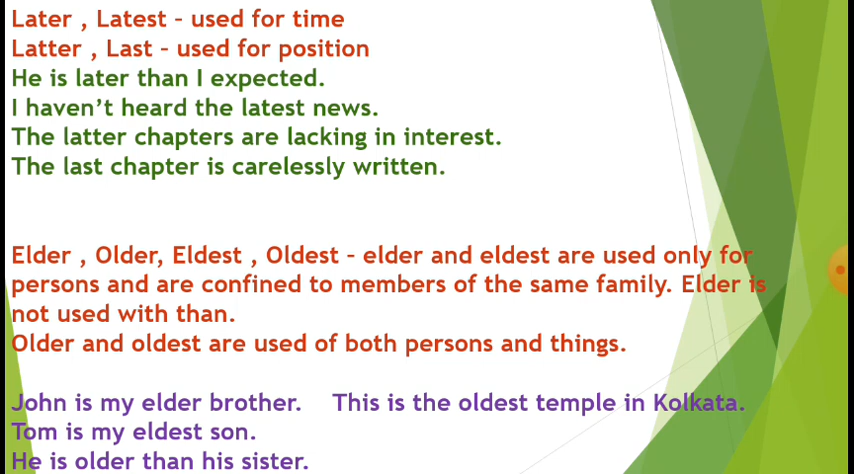 Later , Latest – used for time
Latter , Last – used for position
He is later than I expected.
I haven’t heard the latest news.
The latter chapters are lacking in interest.
The last chapter is carelessly written.
Elder , Older, Eldest , Oldest – elder and eldest are used only for
persons and are confined to members of the same family. Elder is
not used with than.
Older and oldest are used of both persons and things.
John is my elder brother. This is the oldest temple in Kolkata.
Tom is my eldest son.
He is older than his sister.